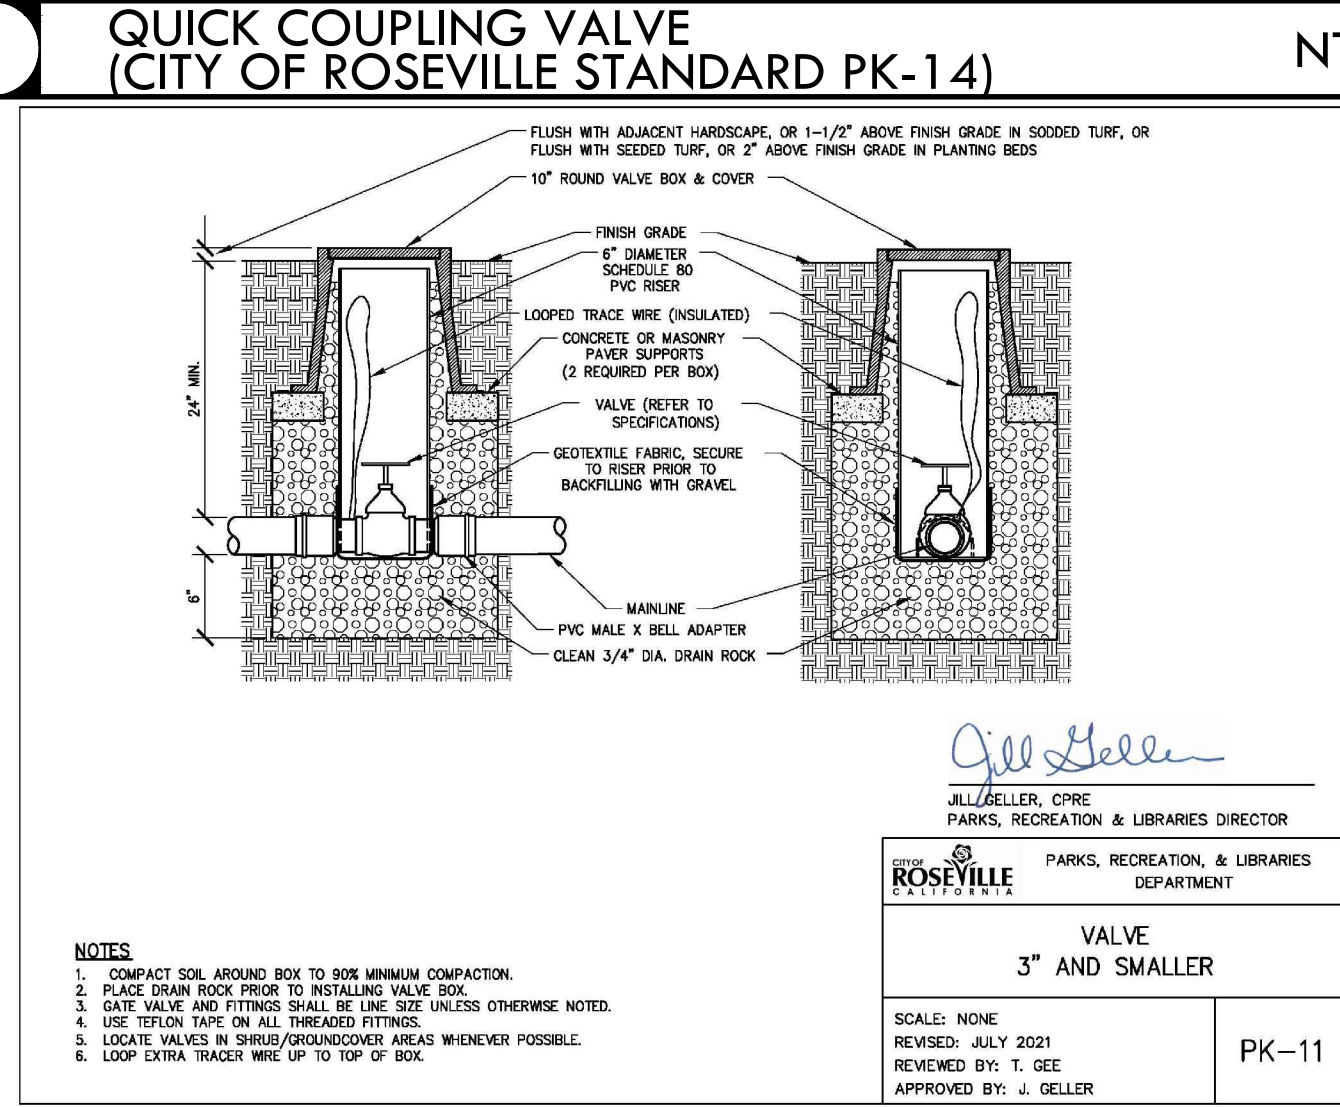 QUICK COUPLING VALVE
(CITY OF ROSEVILLE STANDARD PK-14)
FLUSH WITH ADJACENT HARDSCAPE, OR 1-1/2" ABOVE FINISH GRADE IN SODDED TURF, OR
FLUSH WITH SEEDED TURF, OR 2" ABOVE FINISH GRADE IN PLANTING BEDS
10" ROUND VALVE BOX & COVER
FINISH GRADE
6" DIAMETER
SCHEDULE 80
PVC RISER
LOOPED TRACE WIRE (INSULATED)
CONCRETE OR MASONRY
PAVER SUPPORTS
(2 REQUIRED PER BOX)
24" MIN.
VALVE (REFER TO
SPECIFICATIONS)
GEOTEXTILE FABRIC, SECURE
TO RISER PRIOR TO
BACKFILLING WITH GRAVEL
6"
MAINLINE
PVC MALE X BELL ADAPTER
CLEAN 3/4" DIA. DRAIN ROCK
Jill Geller
JILL GELLER, CPRE
PARKS, RECREATION & LIBRARIES DIRECTOR
CITY OF
ROSEVILLE
CALIFORNIA
PARKS, RECREATION, & LIBRARIES
DEPARTMENT
VALVE
3" AND SMALLER
SCALE: NONE
REVISED: JULY 2021
REVIEWED BY: T. GEE
APPROVED BY: J. GELLER
PK-11
NOTES
1. COMPACT SOIL AROUND BOX TO 90% MINIMUM COMPACTION.
2. PLACE DRAIN ROCK PRIOR TO INSTALLING VALVE BOX.
3. GATE VALVE AND FITTINGS SHALL BE LINE SIZE UNLESS OTHERWISE NOTED.
4. USE TEFLON TAPE ON ALL THREADED FITTINGS.
5. LOCATE VALVES IN SHRUB/GROUNDCOVER AREAS WHENEVER POSSIBLE.
6. LOOP EXTRA TRACER WIRE UP TO TOP OF BOX.